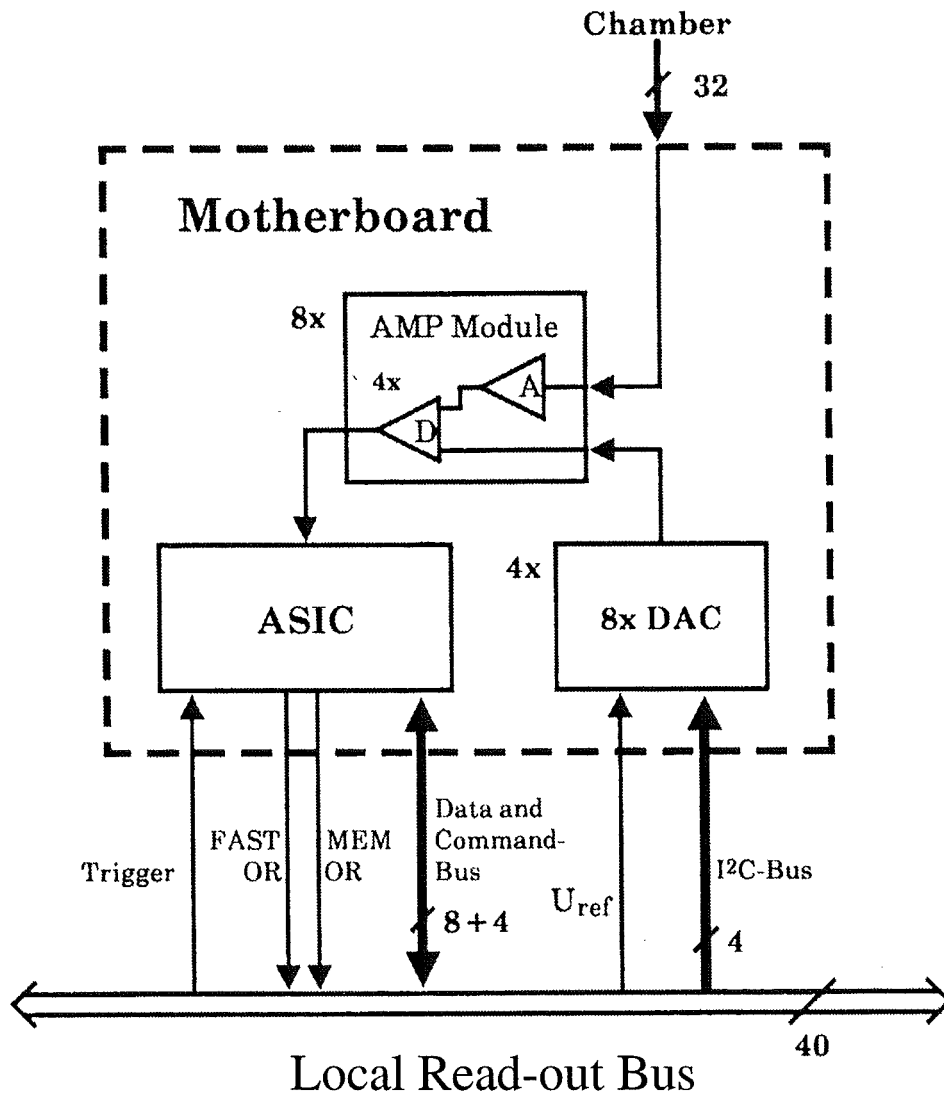 Chamber
32
Motherboard
8x
AMP Module
4x
A
D
ASIC
4x
8x DAC
Trigger
FAST
OR
MEM
OR
Data and
Command-
Bus
8 + 4
Uref
I²C-Bus
4
40
Local Read-out Bus